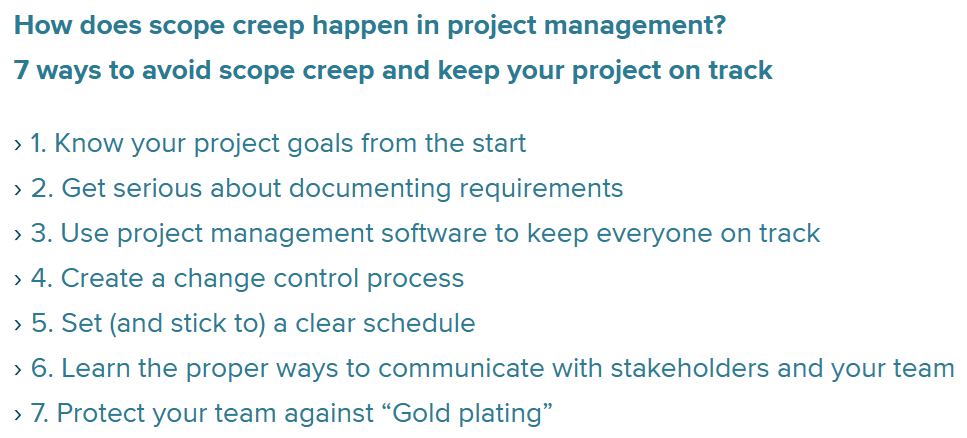 How does scope creep happen in project management?
7 ways to avoid scope creep and keep your project on track
› 1. Know your project goals from the start
› 2. Get serious about documenting requirements
› 3. Use project management software to keep everyone on track
› 4. Create a change control process
› 5. Set (and stick to) a clear schedule
› 6. Learn the proper ways to communicate with stakeholders and your team
› 7. Protect your team against “Gold plating”